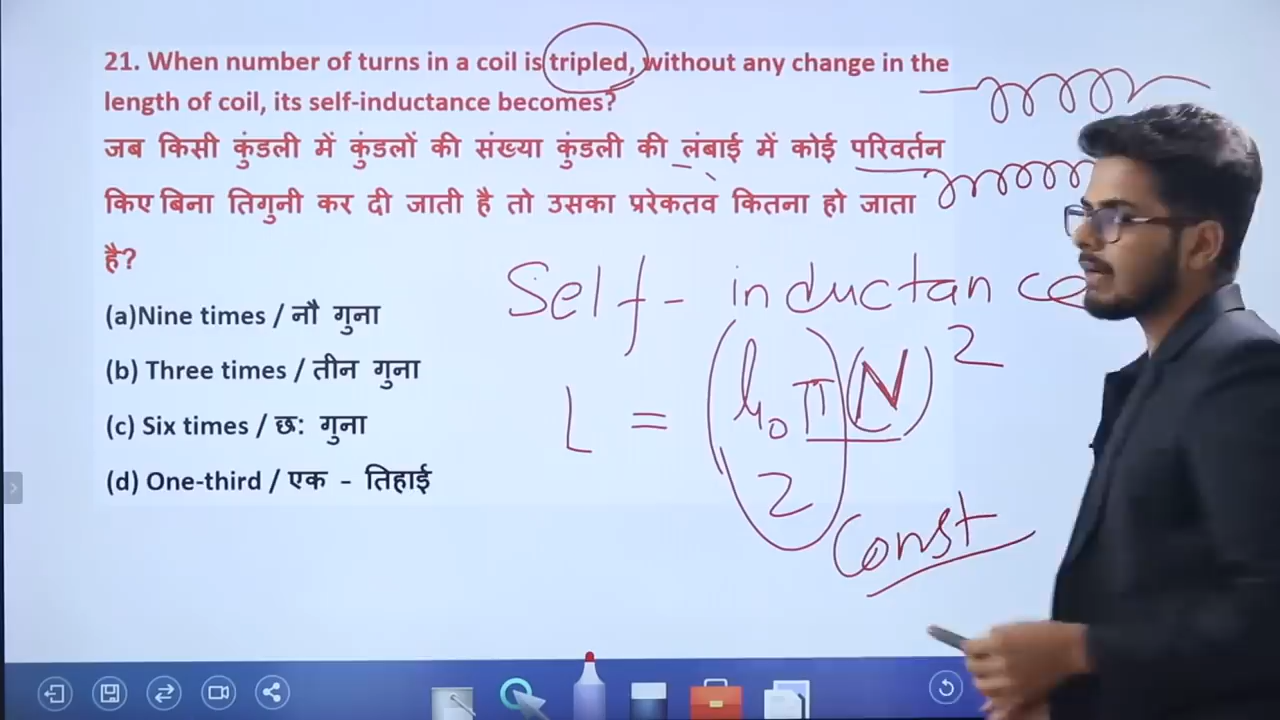 21. When number of turns in a coil is tripled, without any change in the
length of coil, its self-inductance becomes?
जब किसी कुंडली में कुंडलों की संख्या कुंडली की लंबाई में कोई परिवर्तन
किए बिना तिगुनी कर दी जाती है तो उसका प्ररेकतव कितना हो जाता
है?
(a)Nine times / नौ गुना
(b) Three times / तीन गुना
(c) Six times / छ: गुना
(d) One-third / एक - तिहाई
Self - inductance
L = (μ₀ π N)²
2
Const